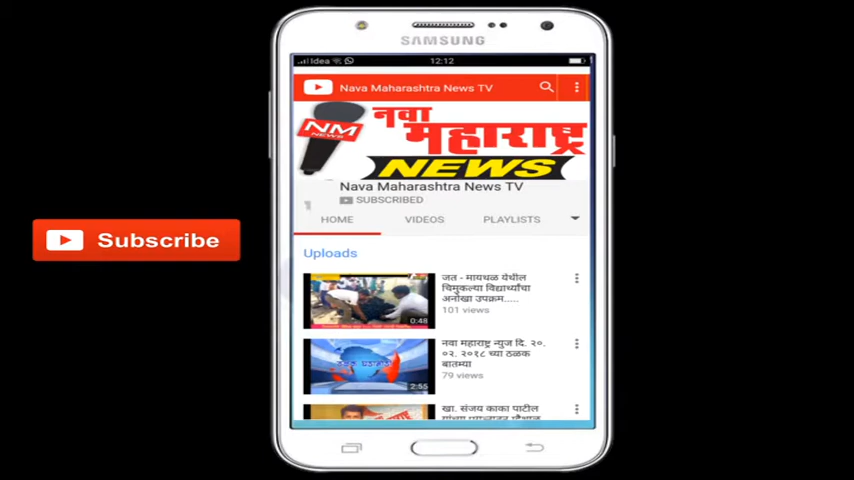 SAMSUNG
Idea 12:12
Nava Maharashtra News TV
NM
NEWS
नवा
महाराष्ट्र
NEWS
Nava Maharashtra News TV
SUBSCRIBED
HOME VIDEOS PLAYLISTS
Subscribe
Uploads
जत - मायथळ येथील
चिमुकल्या विद्यार्थ्यांचा
अनोखा उपक्रम.....
101 views
0:48
नवा महाराष्ट्र न्युज दि. २०.
०२. २०१८ च्या ठळक
बातम्या
79 views
2:55
खा. संजय काका पाटील